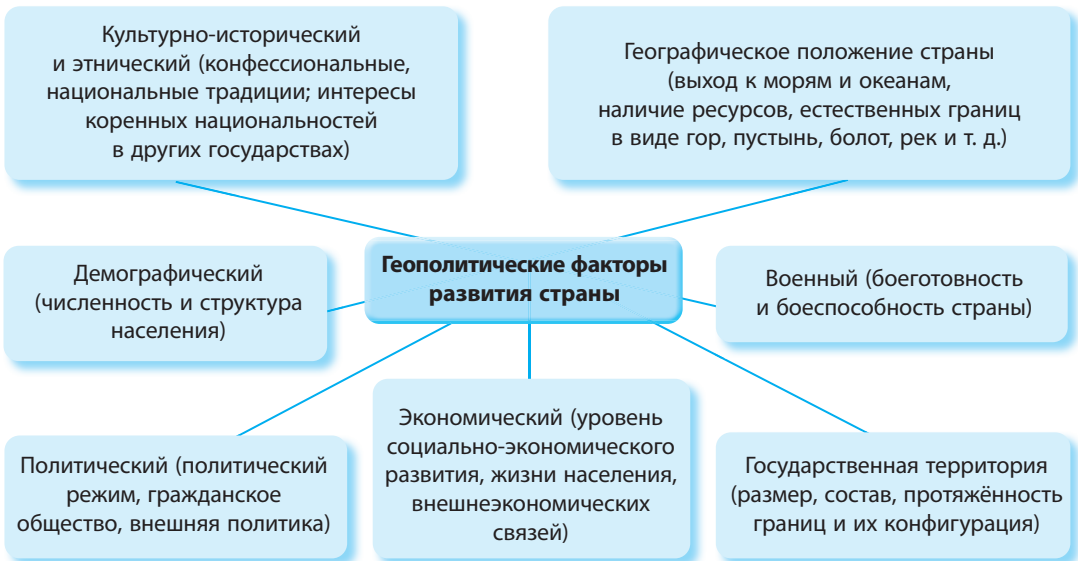 Культурно-исторический
и этнический (конфессиональные,
национальные традиции; интересы
коренных национальностей
в других государствах)
Географическое положение страны
(выход к морям и океанам,
наличие ресурсов, естественных границ
в виде гор, пустынь, болот, рек и т. д.)
Демографический
(численность и структура
населения)
Геополитические факторы
развития страны
Военный (боеготовность
и боеспособность страны)
Политический (политический
режим, гражданское
общество, внешняя политика)
Экономический (уровень
социально-экономического
развития, жизни населения,
внешнеэкономических
связей)
Государственная территория
(размер, состав, протяжённость
границ и их конфигурация)